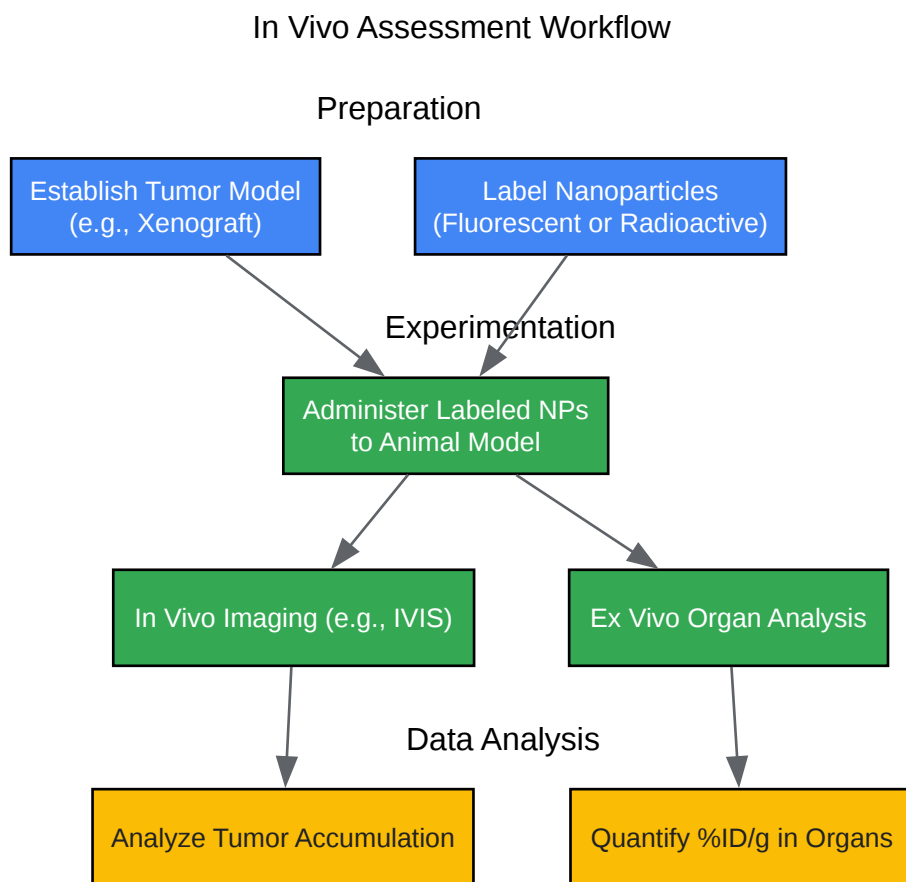 In Vivo Assessment Workflow
Preparation
Establish Tumor Model
(e.g., Xenograft)
Label Nanoparticles
(Fluorescent or Radioactive)
Experimentation
Administer Labeled NPs
to Animal Model
In Vivo Imaging (e.g., IVIS)
Ex Vivo Organ Analysis
Data Analysis
Analyze Tumor Accumulation
Quantify %ID/g in Organs